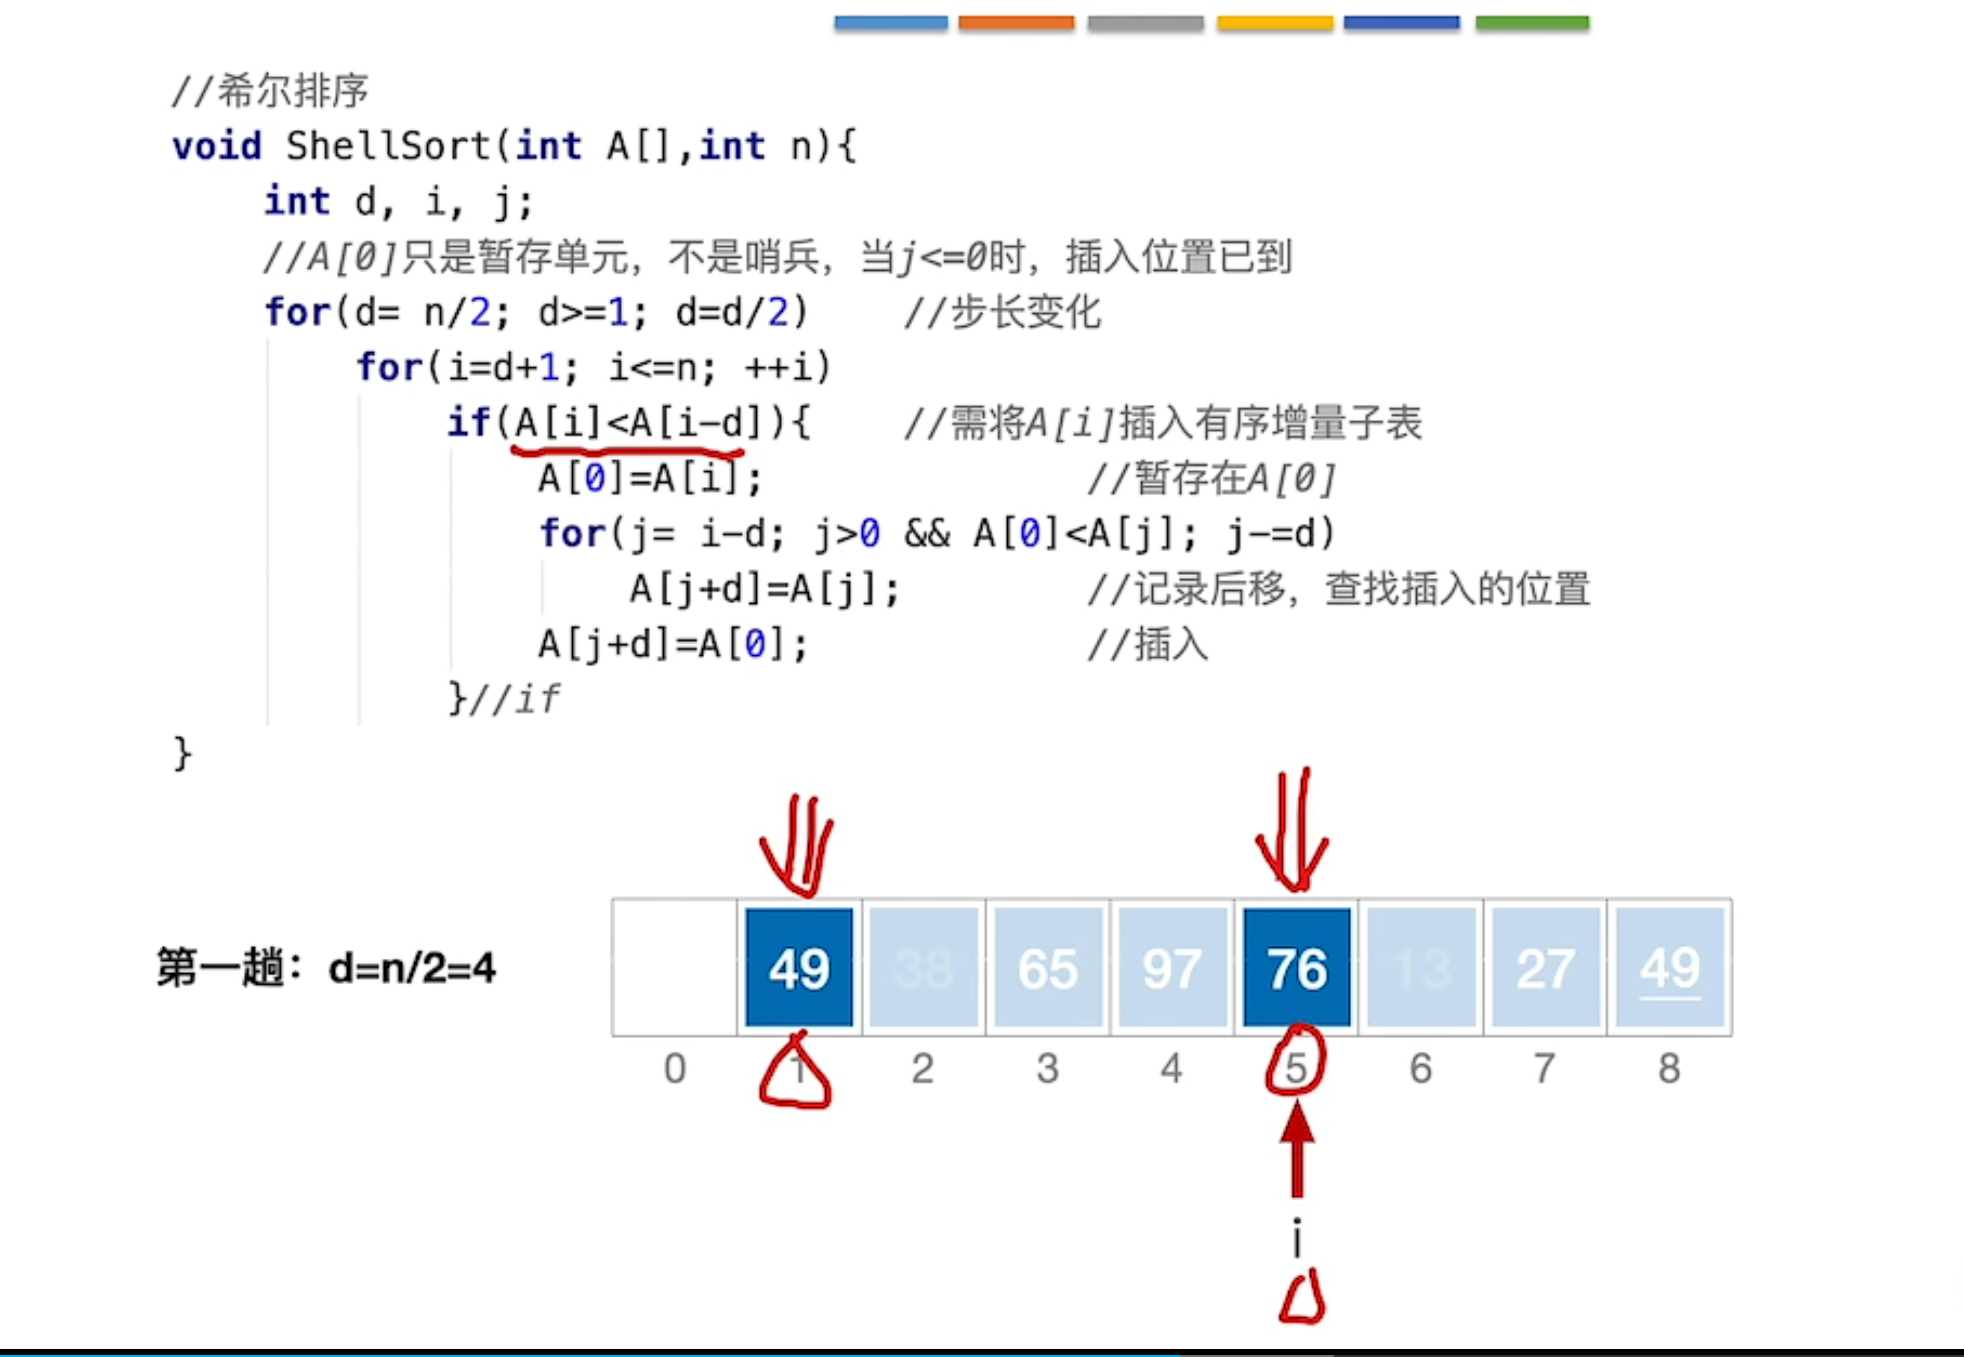 //希尔排序
void ShellSort(int A[],int n){
int d, i, j;
//A[0]只是暂存单元，不是哨兵，当j<=0时，插入位置已到
for(d= n/2; d>=1; d=d/2) //步长变化
for(i=d+1; i<=n; ++i)
if(A[i]<A[i-d]){ //需将A[i]插入有序增量子表
A[0]=A[i]; //暂存在A[0]
for(j= i-d; j>0 && A[0]<A[j]; j-=d)
A[j+d]=A[j]; //记录后移，查找插入的位置
A[j+d]=A[0]; //插入
}//if
}
第一趟：d=n/2=4 49 38 65 97 76 13 27 49
0 1 2 3 4 5 6 7 8
i